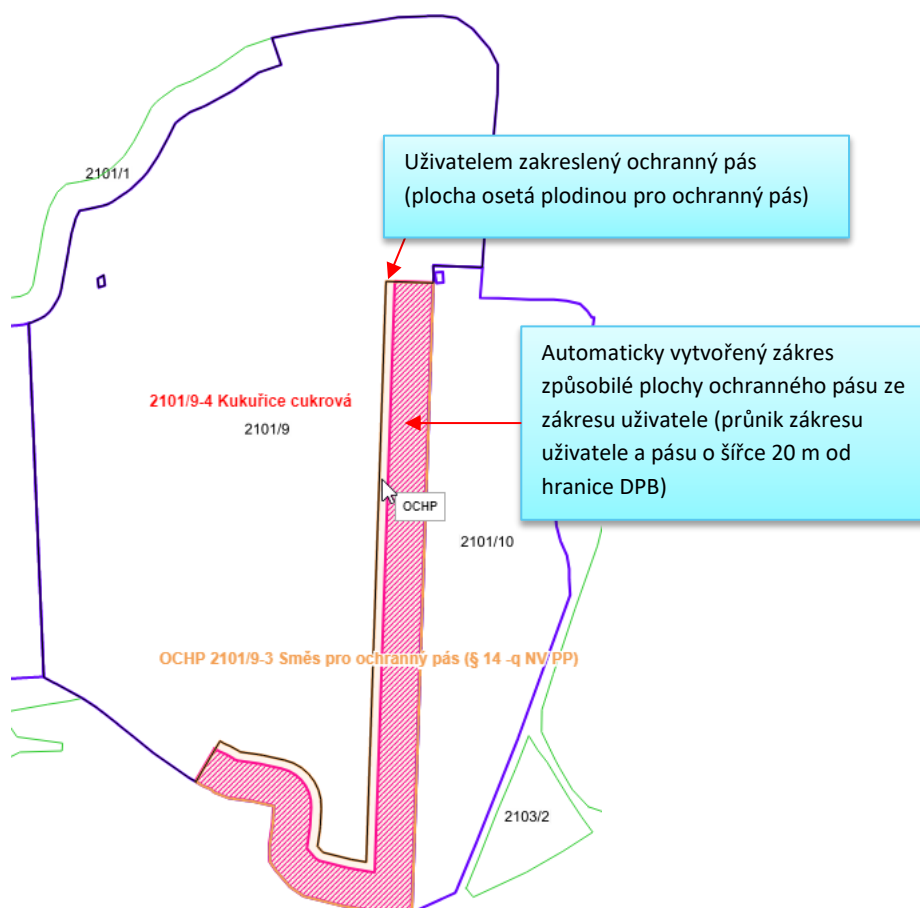 2101/1
Uživatelem zakreslený ochranný pás
(plocha osetá plodinou pro ochranný pás)
Automaticky vytvořený zákres
způsobilé plochy ochranného pásu ze
zákresu uživatele (průnik zákresu
uživatele a pásu o šířce 20 m od
hranice DPB)
2101/9-4 Kukuřice cukrová
2101/9
OCHP
2101/10
OCHP 2101/9-3 Směs pro ochranný pás (§ 14 -q NV PP)
2103/2